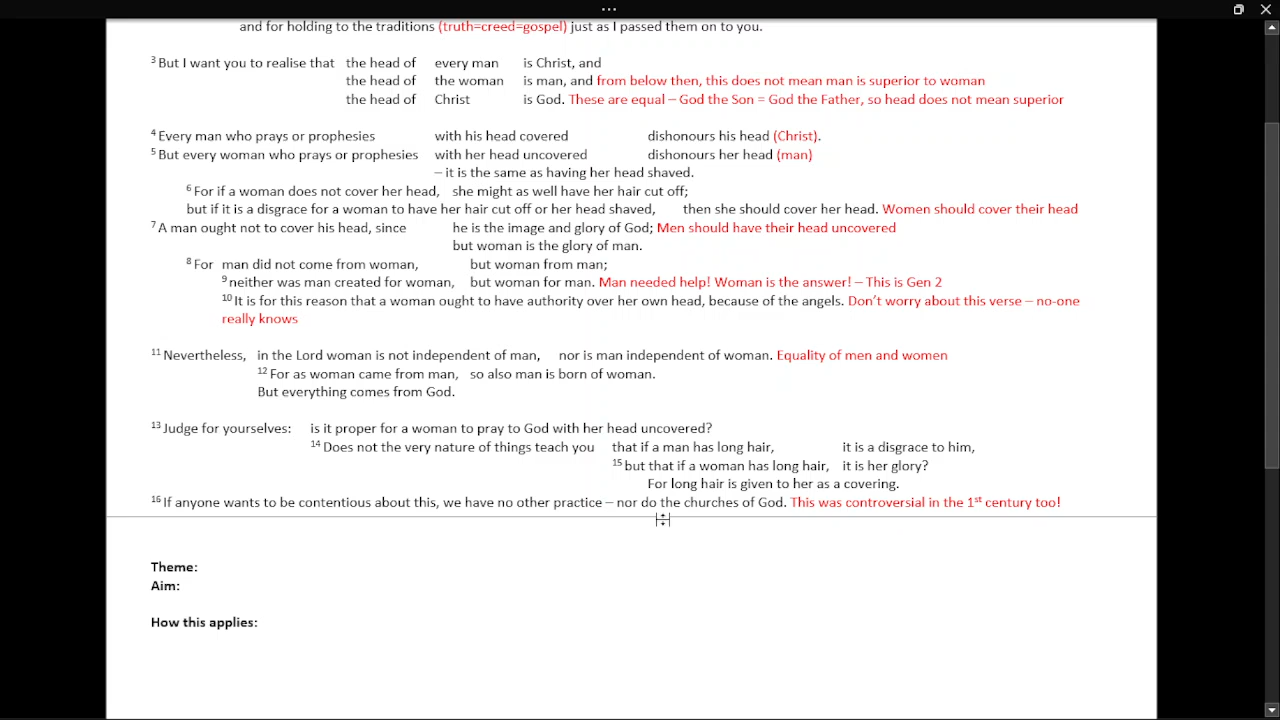 and for holding to the traditions (truth=creed=gospel) just as I passed them on to you.
3 But I want you to realise that the head of every man is Christ, and
the head of the woman is man, and from below then, this does not mean man is superior to woman
the head of Christ is God. These are equal – God the Son = God the Father, so head does not mean superior
4 Every man who prays or prophesies with his head covered dishonours his head (Christ).
5 But every woman who prays or prophesies with her head uncovered dishonours her head (man)
– it is the same as having her head shaved.
6 For if a woman does not cover her head, she might as well have her hair cut off;
but if it is a disgrace for a woman to have her hair cut off or her head shaved, then she should cover her head. Women should cover their head
7 A man ought not to cover his head, since he is the image and glory of God; Men should have their head uncovered
but woman is the glory of man.
8 For man did not come from woman, but woman from man;
9 neither was man created for woman, but woman for man. Man needed help! Woman is the answer! – This is Gen 2
10 It is for this reason that a woman ought to have authority over her own head, because of the angels. Don't worry about this verse – no-one
really knows
11 Nevertheless, in the Lord woman is not independent of man, nor is man independent of woman. Equality of men and women
12 For as woman came from man, so also man is born of woman.
But everything comes from God.
13 Judge for yourselves: is it proper for a woman to pray to God with her head uncovered?
14 Does not the very nature of things teach you that if a man has long hair, it is a disgrace to him,
15 but that if a woman has long hair, it is her glory?
For long hair is given to her as a covering.
16 If anyone wants to be contentious about this, we have no other practice – nor do the churches of God. This was controversial in the 1st century too!
Theme:
Aim:
How this applies: